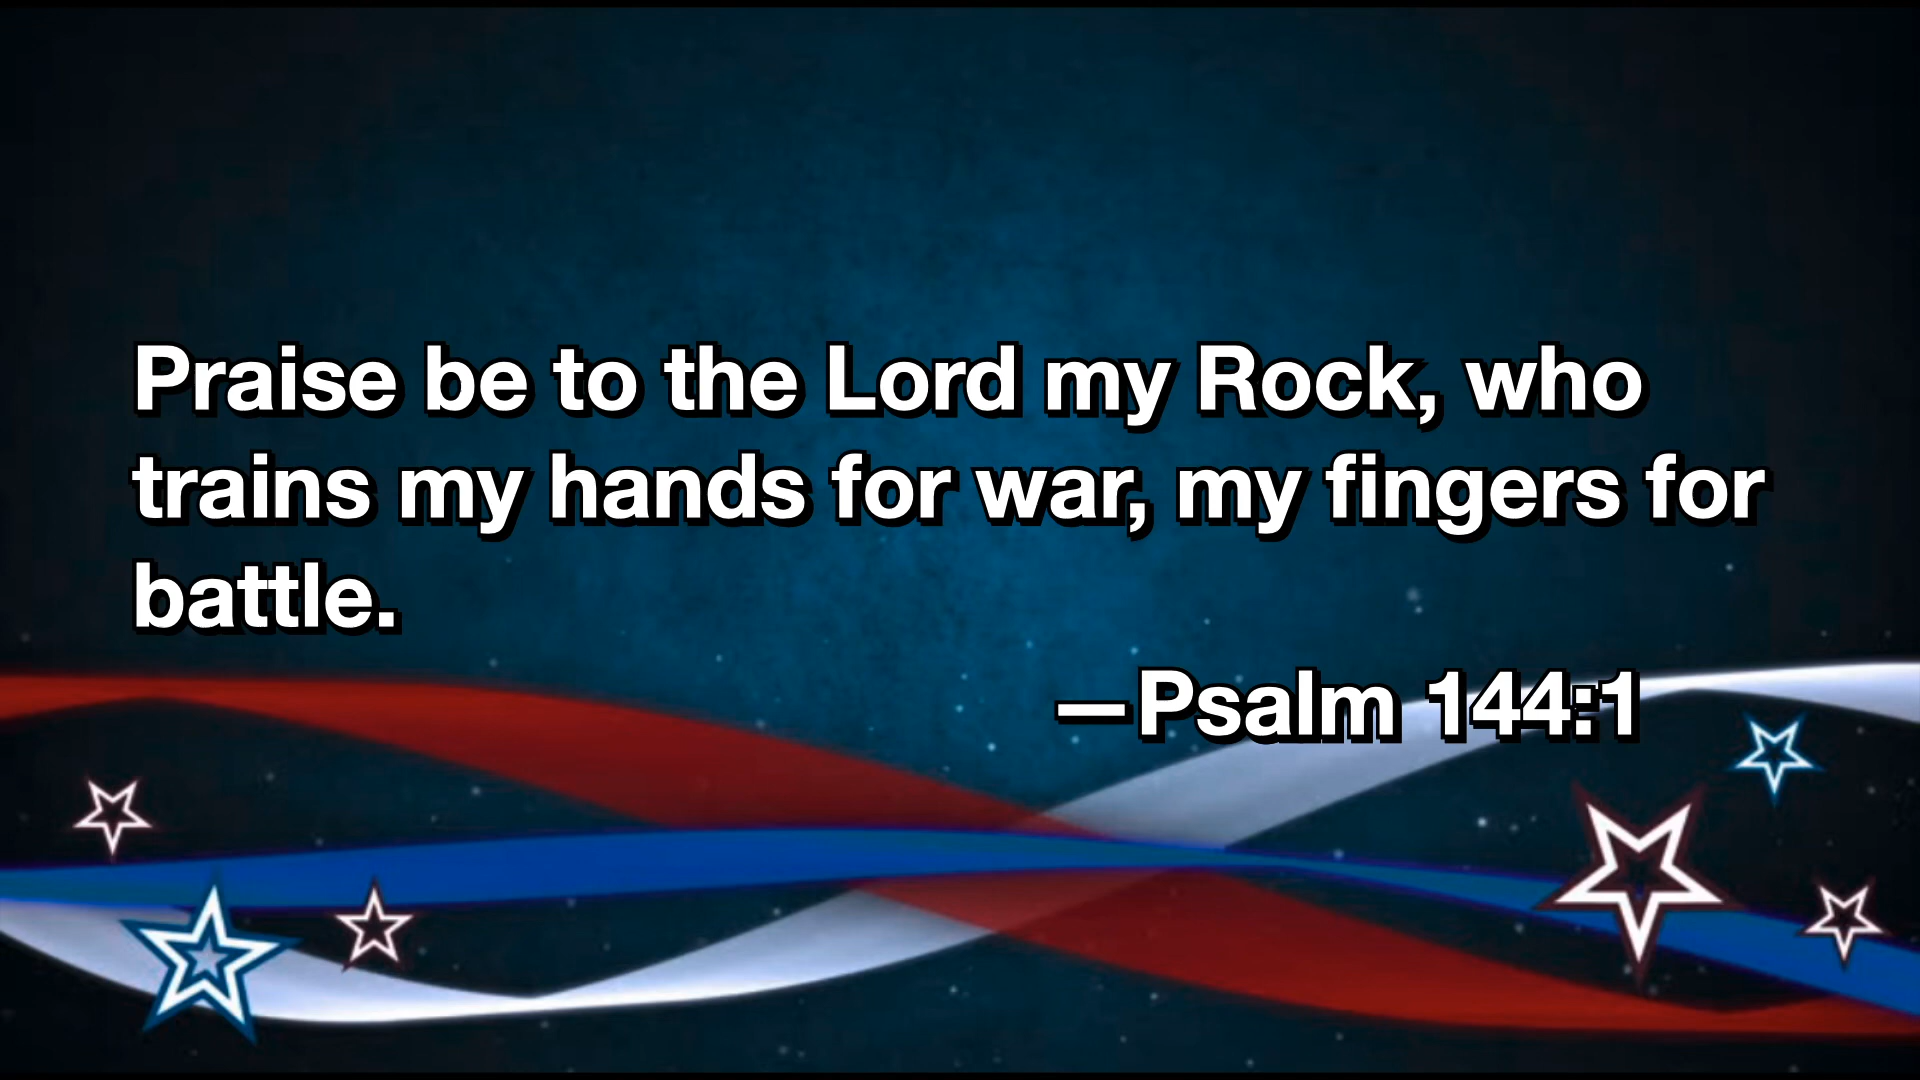 Praise be to the Lord my Rock, who
trains my hands for war, my fingers for
battle.
—Psalm 144:1